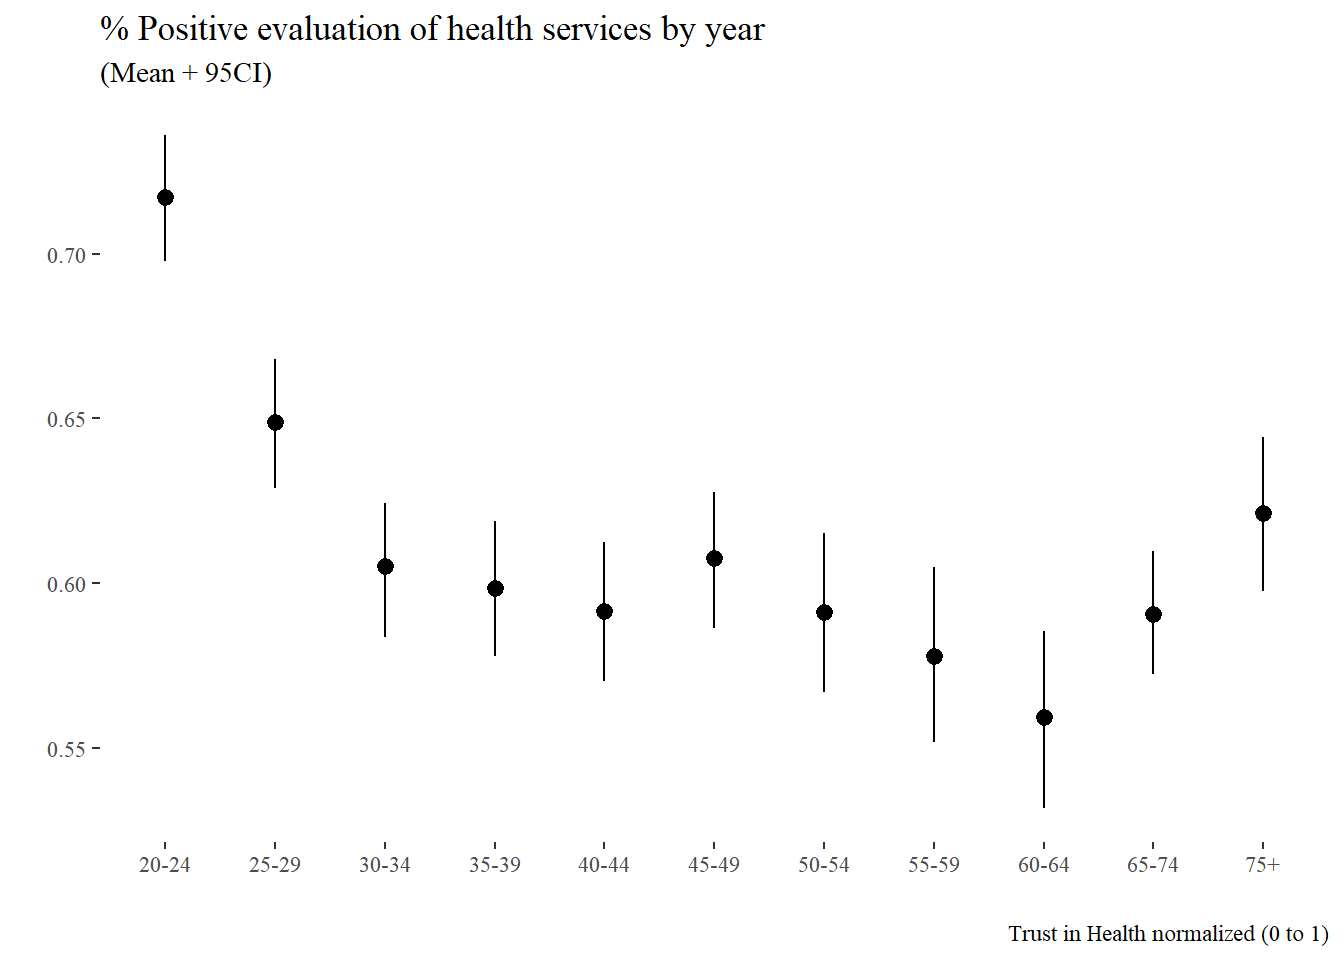 % Positive evaluation of health services by year
(Mean + 95CI)
0.70
0.65
0.60
0.55
20-24 25-29 30-34 35-39 40-44 45-49 50-54 55-59 60-64 65-74 75+
Trust in Health normalized (0 to 1)